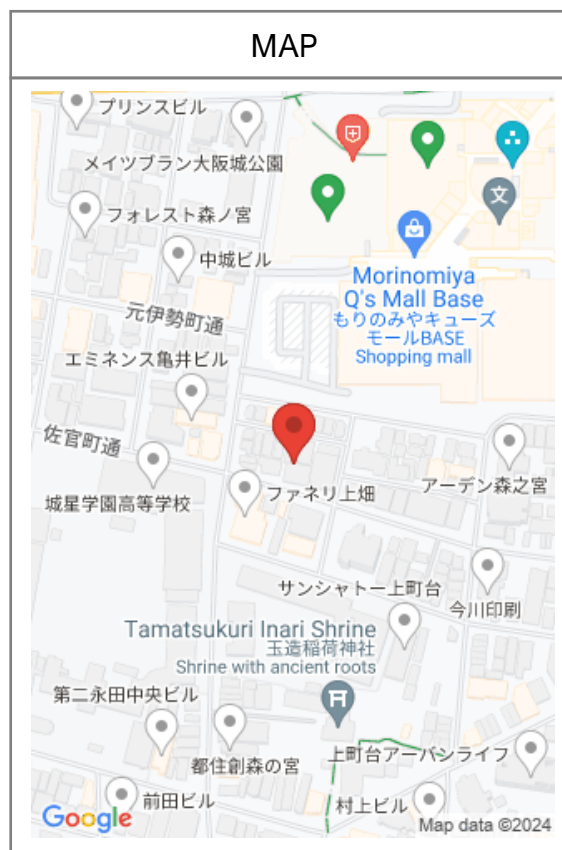 MAP
プリンスビル
メイツブラン大阪城公園
フォレスト森ノ宮
文
中城ビル
Morinomiya
Q's Mall Base
もりのみやキューズ
モールBASE
Shopping mall
元伊勢町通
エミネンス亀井ビル
佐官町通
アーデン森之宮
ファネリ上畑
城星学園高等学校
サンシャトー上町台
今川印刷
Tamatsukuri Inari Shrine
玉造稲荷神社
Shrine with ancient roots
第二永田中央ビル
都住創森の宮
上町台アーバンライフ
前田ビル
村上ビル
Google
Map data ©2024